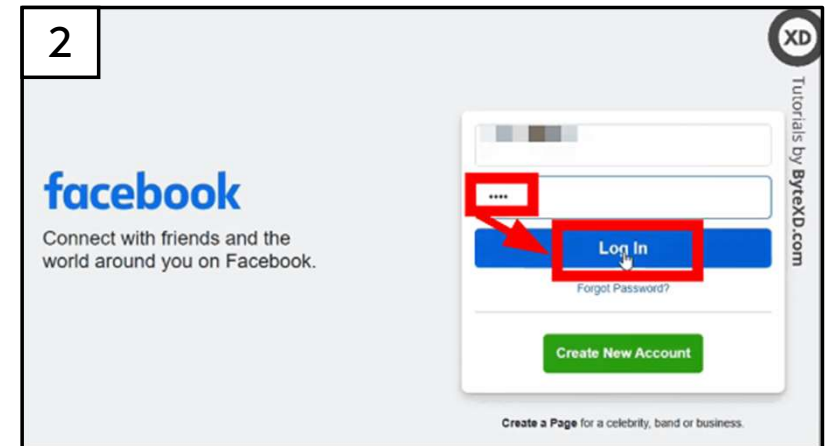 2
XD
Tutorials by ByteXD.com
facebook
Connect with friends and the
world around you on Facebook.
••••
Log In
Forgot Password?
Create New Account
Create a Page for a celebrity, band or business.